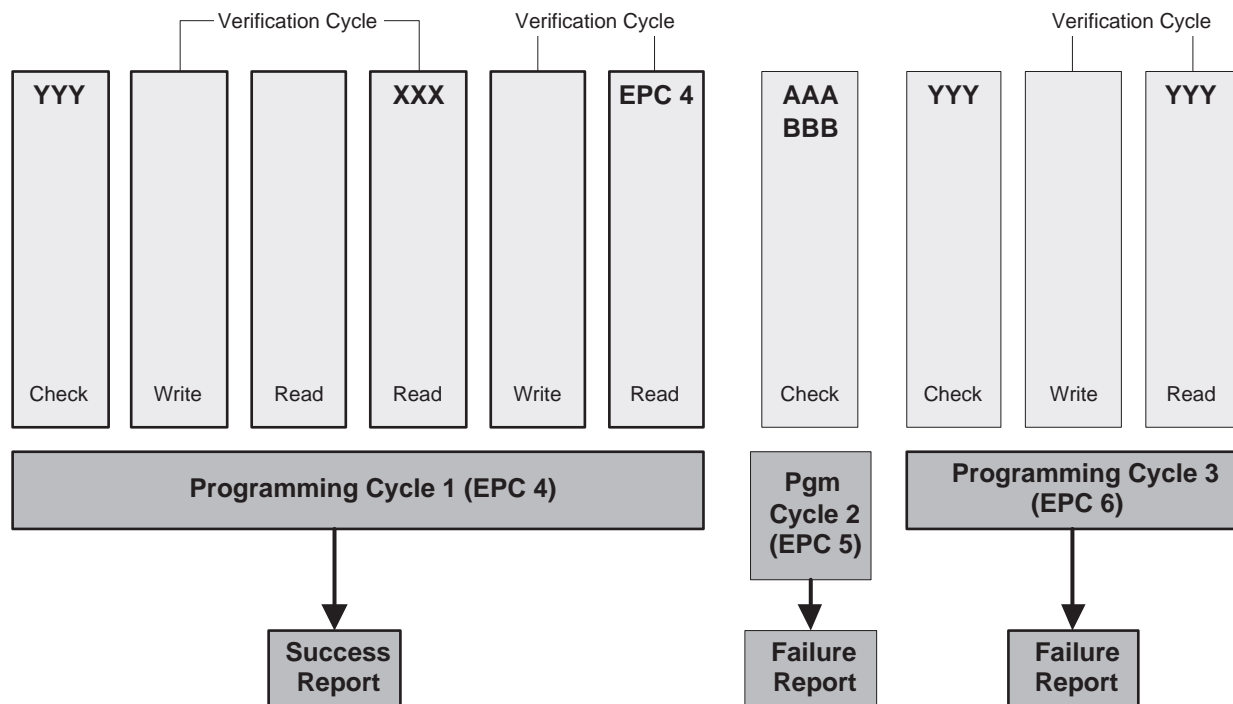 Verification Cycle
Verification Cycle
Verification Cycle
YYY
XXX
EPC 4
AAA
BBB
YYY
YYY
Check
Write
Read
Read
Write
Read
Check
Check
Write
Read
Programming Cycle 1 (EPC 4)
Pgm
Cycle 2
(EPC 5)
Programming Cycle 3
(EPC 6)
Success
Report
Failure
Report
Failure
Report